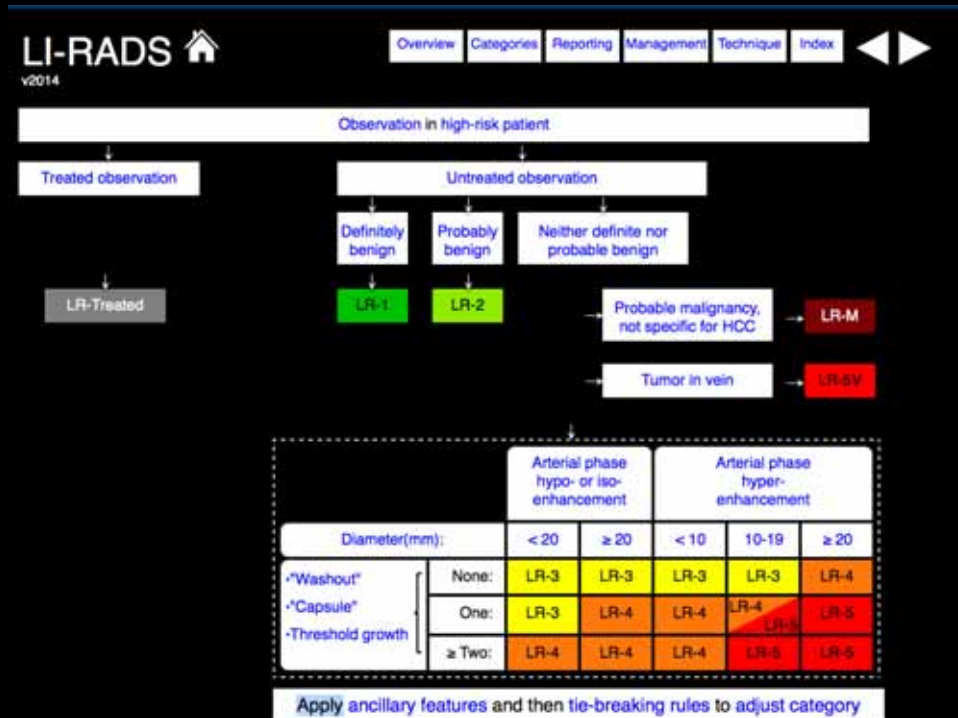 LI-RADS
v2014
Overview Categories Reporting Management Technique Index
Observation in high-risk patient
Treated observation
Untreated observation
Definitely
benign
Probably
benign
Neither definite nor
probable benign
LR-Treated
LR-1
LR-2
Probable malignancy,
not specific for HCC
LR-M
Tumor in vein
LR-5V
Arterial phase
hypo- or iso-
enhancement
Arterial phase
hyper-
enhancement
Diameter(mm): < 20 ≥ 20 < 10 10-19 ≥ 20
•"Washout"
•"Capsule"
•Threshold growth
None: LR-3 LR-3 LR-3 LR-3 LR-4
One: LR-3 LR-4 LR-4 LR-4 LR-5 LR-5
≥ Two: LR-4 LR-4 LR-4 LR-5 LR-5
Apply ancillary features and then tie-breaking rules to adjust category